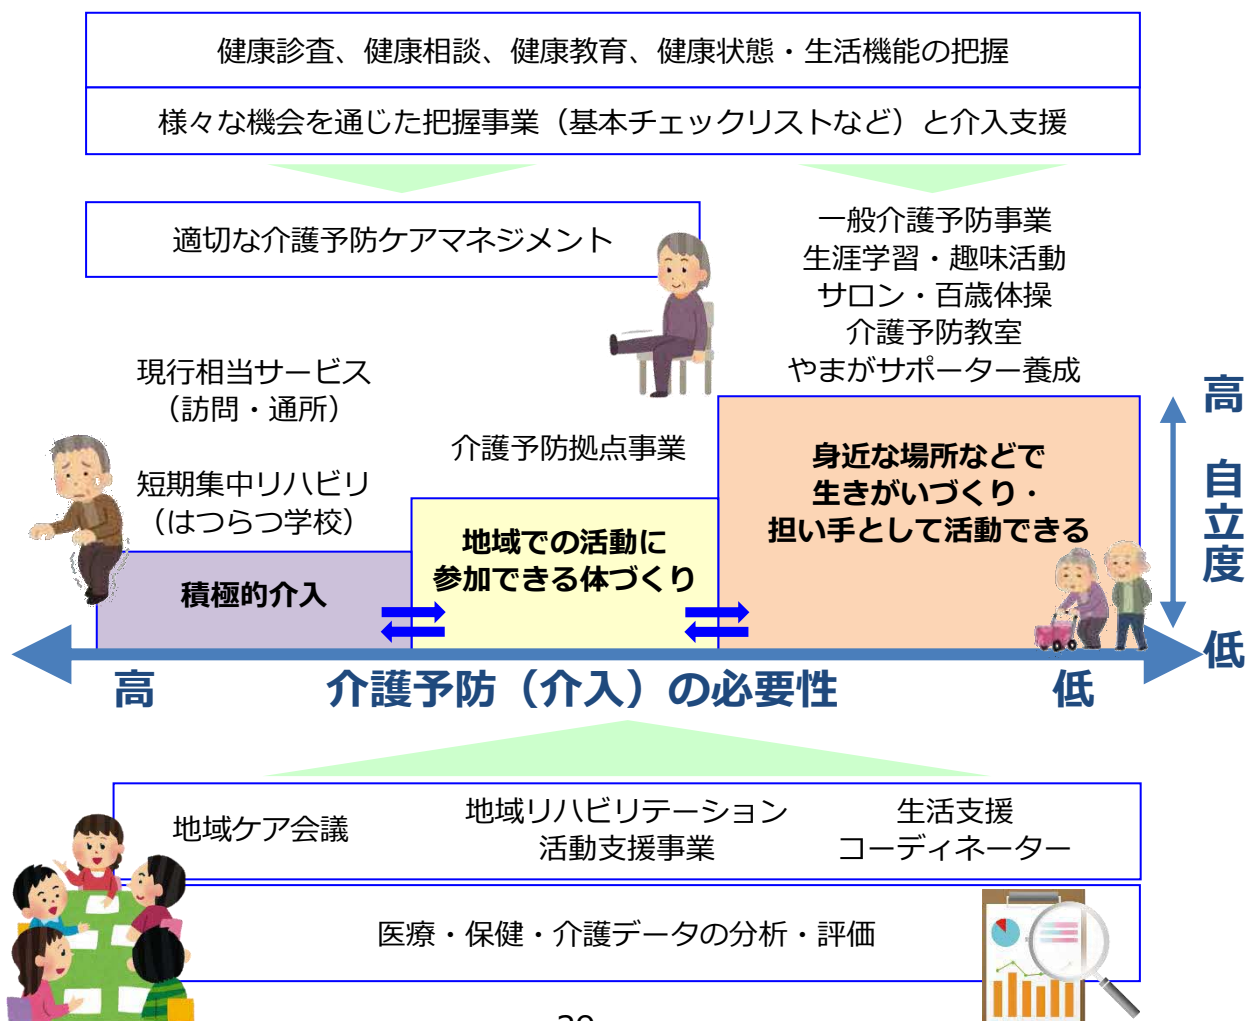 健康診査、健康相談、健康教育、健康状態・生活機能の把握
様々な機会を通じた把握事業（基本チェックリストなど）と介入支援
適切な介護予防ケアマネジメント
一般介護予防事業
生涯学習・趣味活動
サロン・百歳体操
介護予防教室
やまがサポーター養成
現行相当サービス
（訪問・通所）
短期集中リハビリ
（はつらつ学校）
介護予防拠点事業
積極的介入
地域での活動に
参加できる体づくり
身近な場所などで
生きがいづくり・
担い手として活動できる
高
自立度
低
高
介護予防（介入）の必要性
低
地域ケア会議
地域リハビリテーション
活動支援事業
生活支援
コーディネーター
医療・保健・介護データの分析・評価